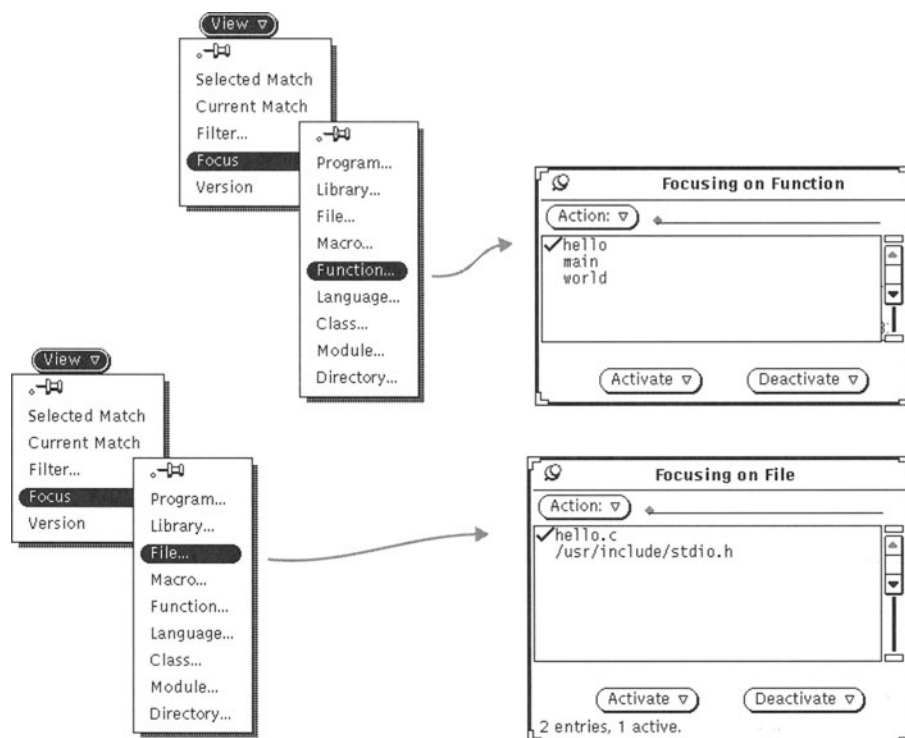 View
Selected Match
Current Match
Filter...
Focus
Version
Program...
Library...
File...
Macro...
Function...
Language...
Class...
Module...
Directory...
Focusing on Function
Action:
hello
main
world
Activate
Deactivate
View
Selected Match
Current Match
Filter...
Focus
Version
Program...
Library...
File...
Macro...
Function...
Language...
Class...
Module...
Directory...
Focusing on File
Action:
hello.c
/usr/include/stdio.h
Activate
Deactivate
2 entries, 1 active.